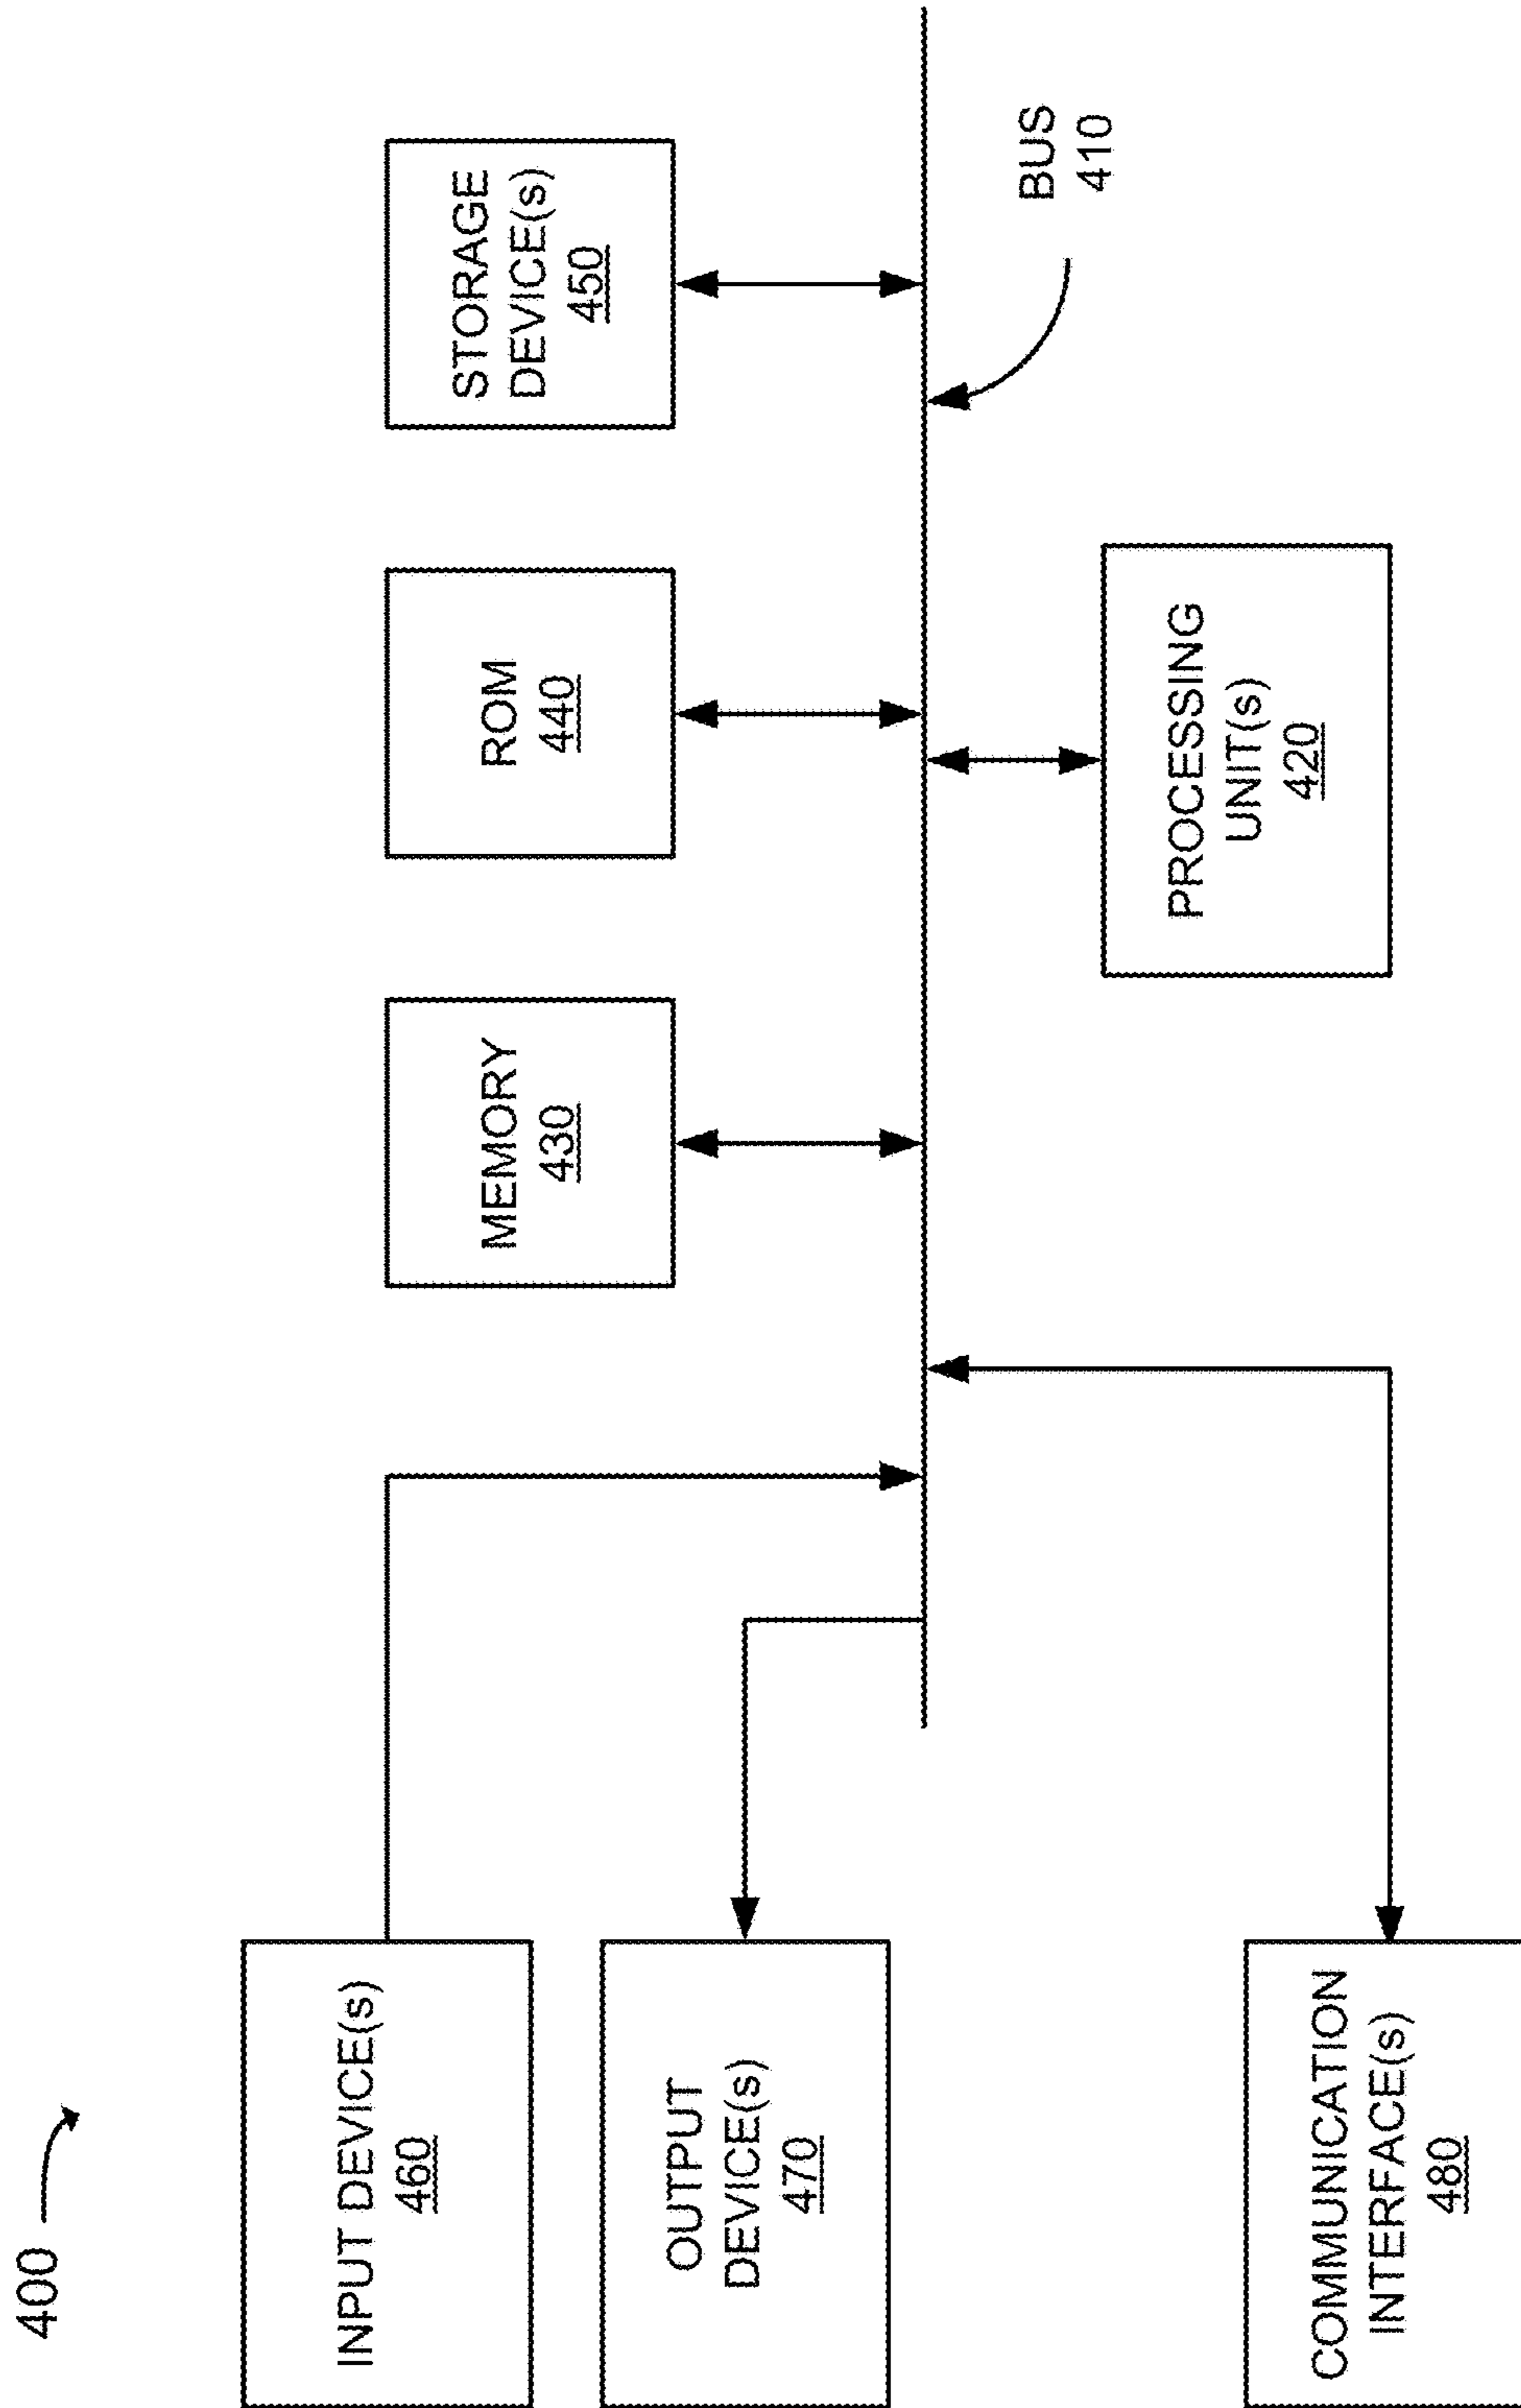 400
INPUT DEVICE(s)
460
OUTPUT
DEVICE(s)
470
COMMUNICATION
INTERFACE(s)
480
MEMORY
430
ROM
440
STORAGE
DEVICE(s)
450
PROCESSING
UNIT(s)
420
BUS
410